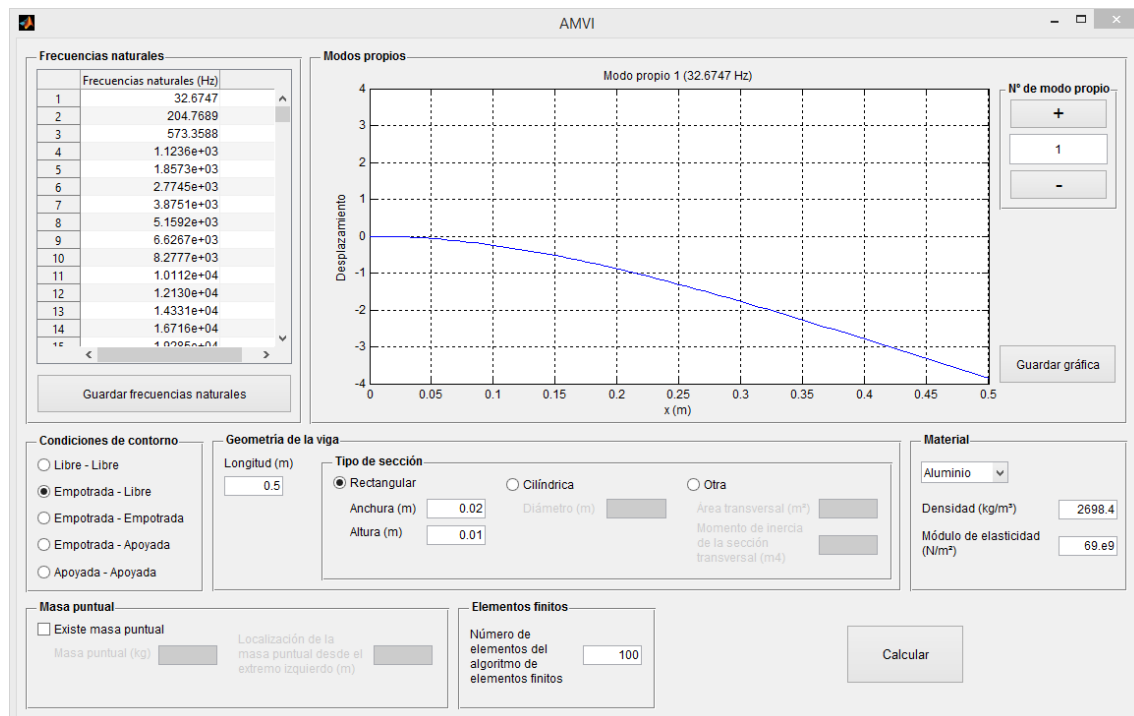 AMVI
Frecuencias naturales
Frecuencias naturales (Hz)
1 32.6747
2 204.7689
3 573.3588
4 1.1236e+03
5 1.8573e+03
6 2.7745e+03
7 3.8751e+03
8 5.1592e+03
9 6.6267e+03
10 8.2777e+03
11 1.0112e+04
12 1.2130e+04
13 1.4331e+04
14 1.6716e+04
Guardar frecuencias naturales
Modos propios
Modo propio 1 (32.6747 Hz)
4
3
2
1
0
-1
-2
-3
-4
Desplazamiento
0 0.05 0.1 0.15 0.2 0.25 0.3 0.35 0.4 0.45 0.5
x (m)
Nº de modo propio
+
1
-
Guardar gráfica
Condiciones de contorno
Libre - Libre
Empotrada - Libre
Empotrada - Empotrada
Empotrada - Apoyada
Apoyada - Apoyada
Geometría de la viga
Longitud (m)
0.5
Tipo de sección
Rectangular
Anchura (m) 0.02
Altura (m) 0.01
Cilíndrica
Diámetro (m)
Otra
Área transversal (m²)
Momento de inercia
de la sección
transversal (m4)
Material
Aluminio
Densidad (kg/m³) 2698.4
Módulo de elasticidad
(N/m²) 69.e9
Masa puntual
Existe masa puntual
Masa puntual (kg)
Localización de la
masa puntual desde el
extremo izquierdo (m)
Elementos finitos
Número de
elementos del
algoritmo de
elementos finitos
100
Calcular